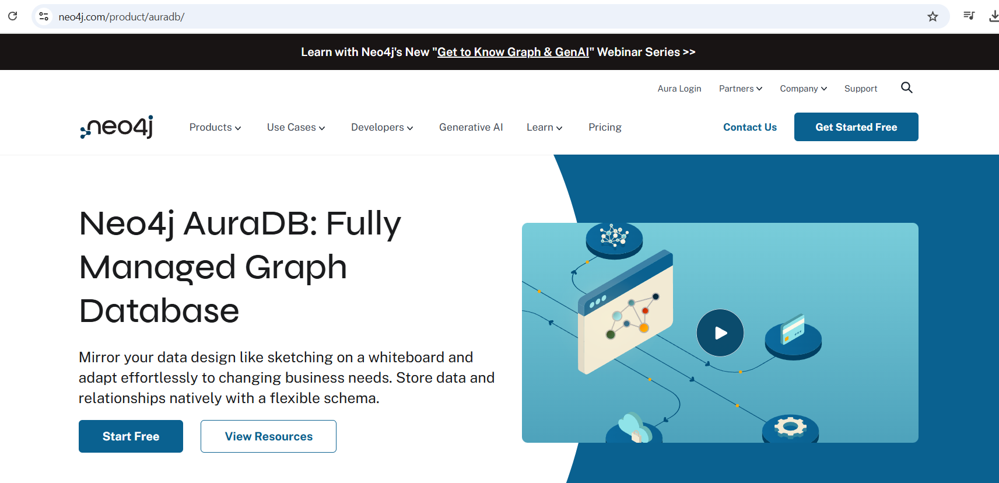 neo4j.com/product/auradb/
Learn with Neo4j's New "Get to Know Graph & GenAI" Webinar Series >>
Aura Login Partners Company Support
neo4j Products Use Cases Developers Generative AI Learn Pricing Contact Us Get Started Free
Neo4j AuraDB: Fully
Managed Graph
Database
Mirror your data design like sketching on a whiteboard and
adapt effortlessly to changing business needs. Store data and
relationships natively with a flexible schema.
Start Free View Resources